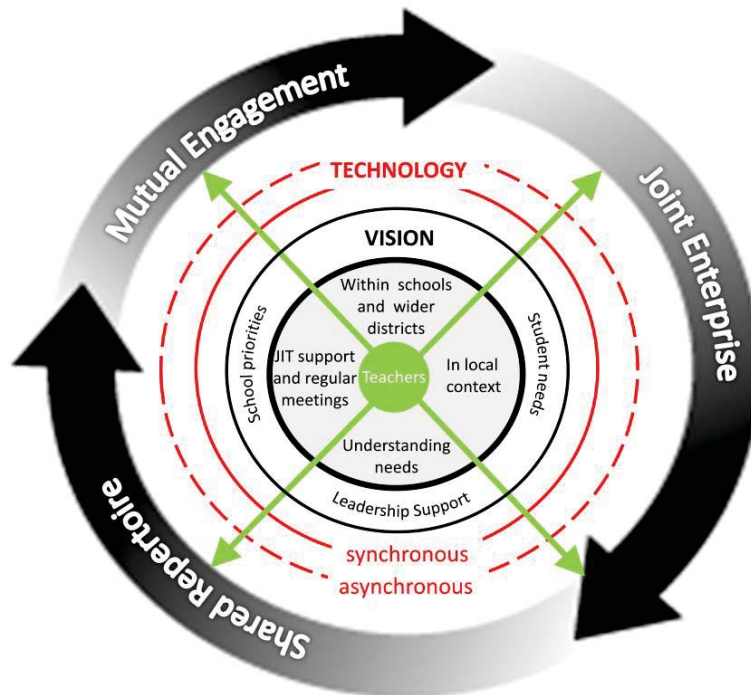 Mutual Engagement
Joint Enterprise
Shared Repertoire
TECHNOLOGY
VISION
School priorities
Student needs
Leadership Support
Within schools
and wider
districts
JIT support
and regular
meetings
Teachers
In local
context
Understanding
needs
synchronous
asynchronous